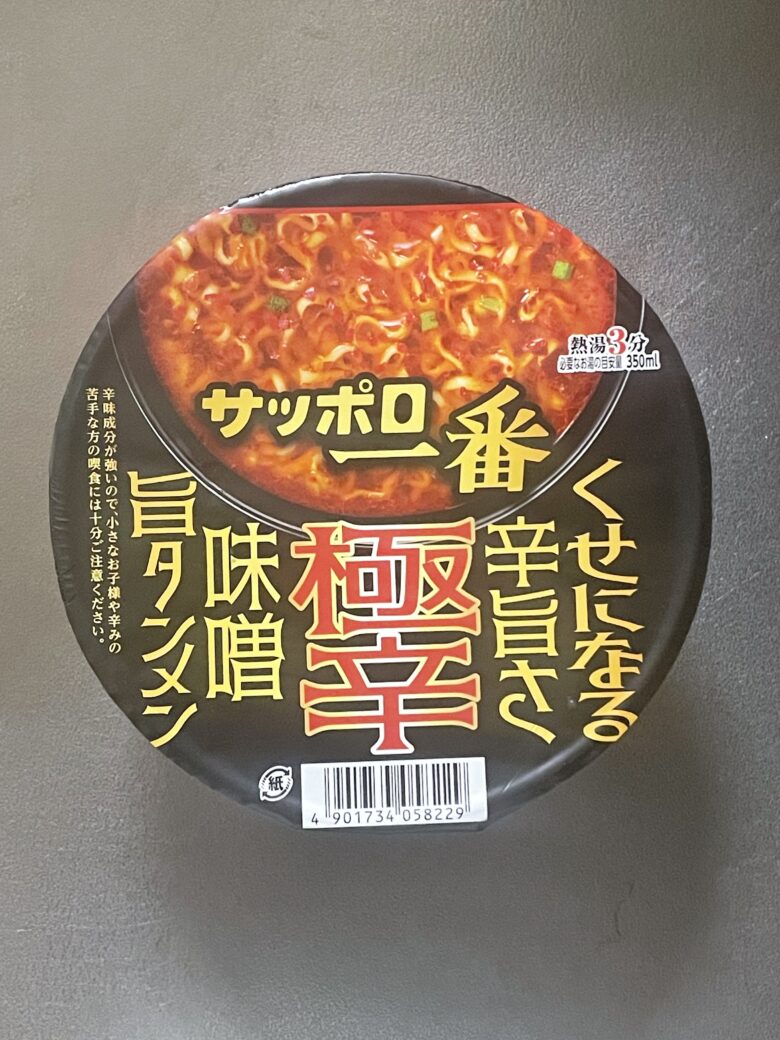 熱湯3分
必要なお湯の目安量 350ml
サッポロ
一番
くせになる
辛旨さ
極辛
味噌
旨タンメン
辛味成分が強いので、小さなお子様や辛みの
苦手な方の喫食には十分ご注意ください。
紙
4 901734 058229